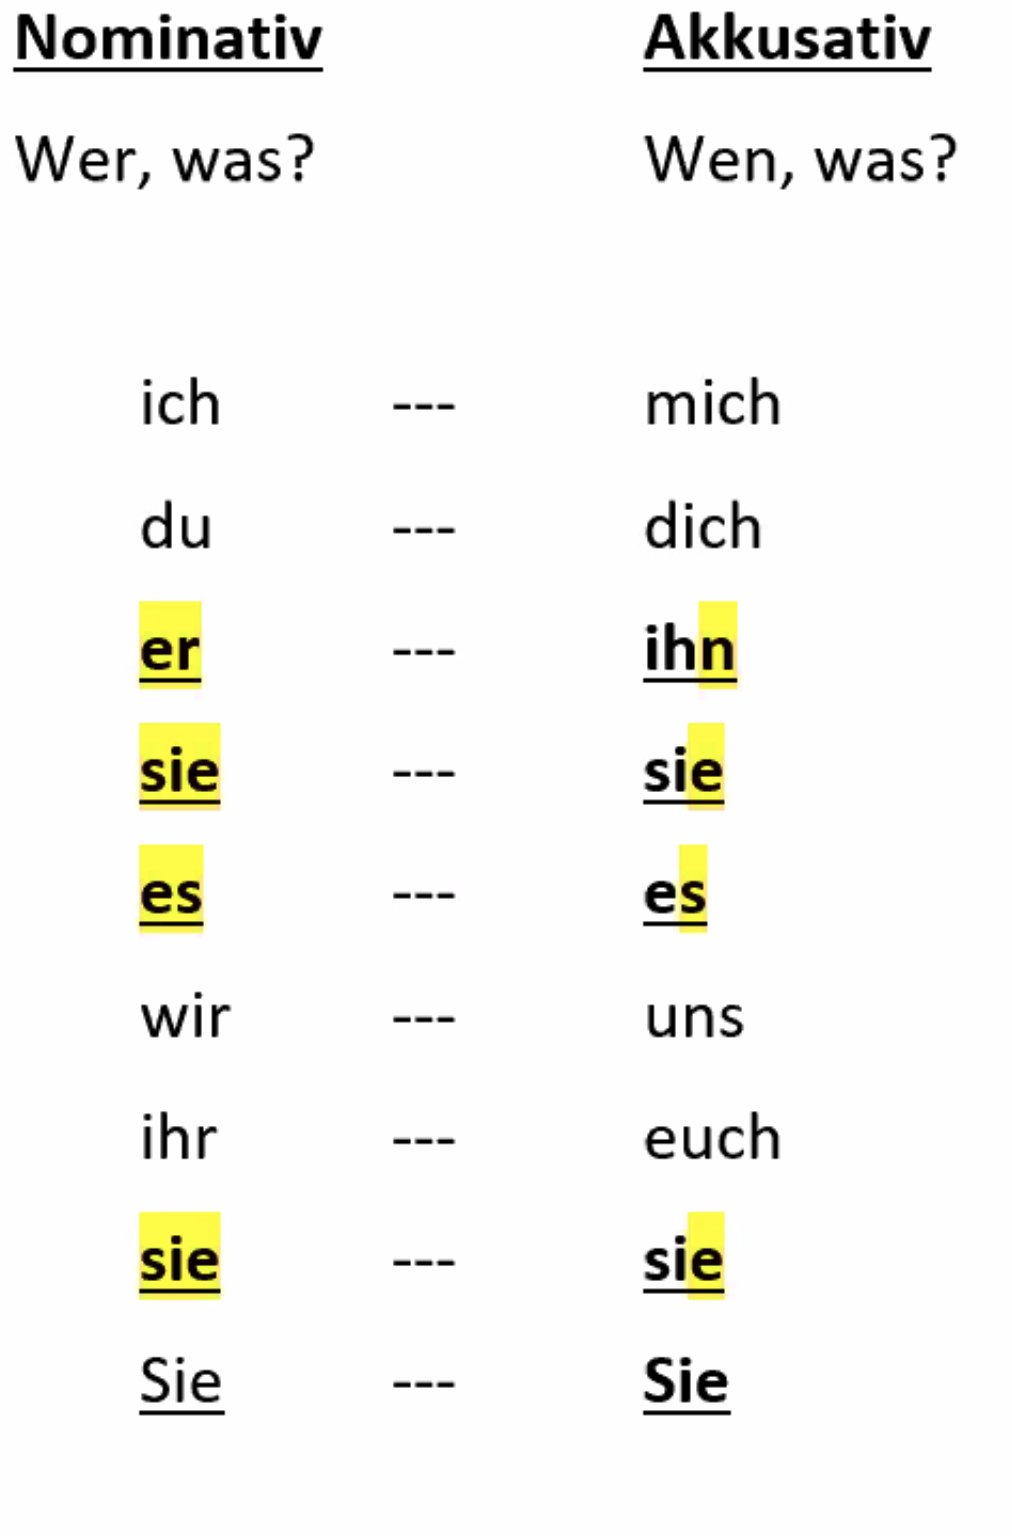 Nominativ Akkusativ
Wer, was? Wen, was?
ich --- mich
du --- dich
er --- ihn
sie --- sie
es --- es
wir --- uns
ihr --- euch
sie --- sie
Sie --- Sie